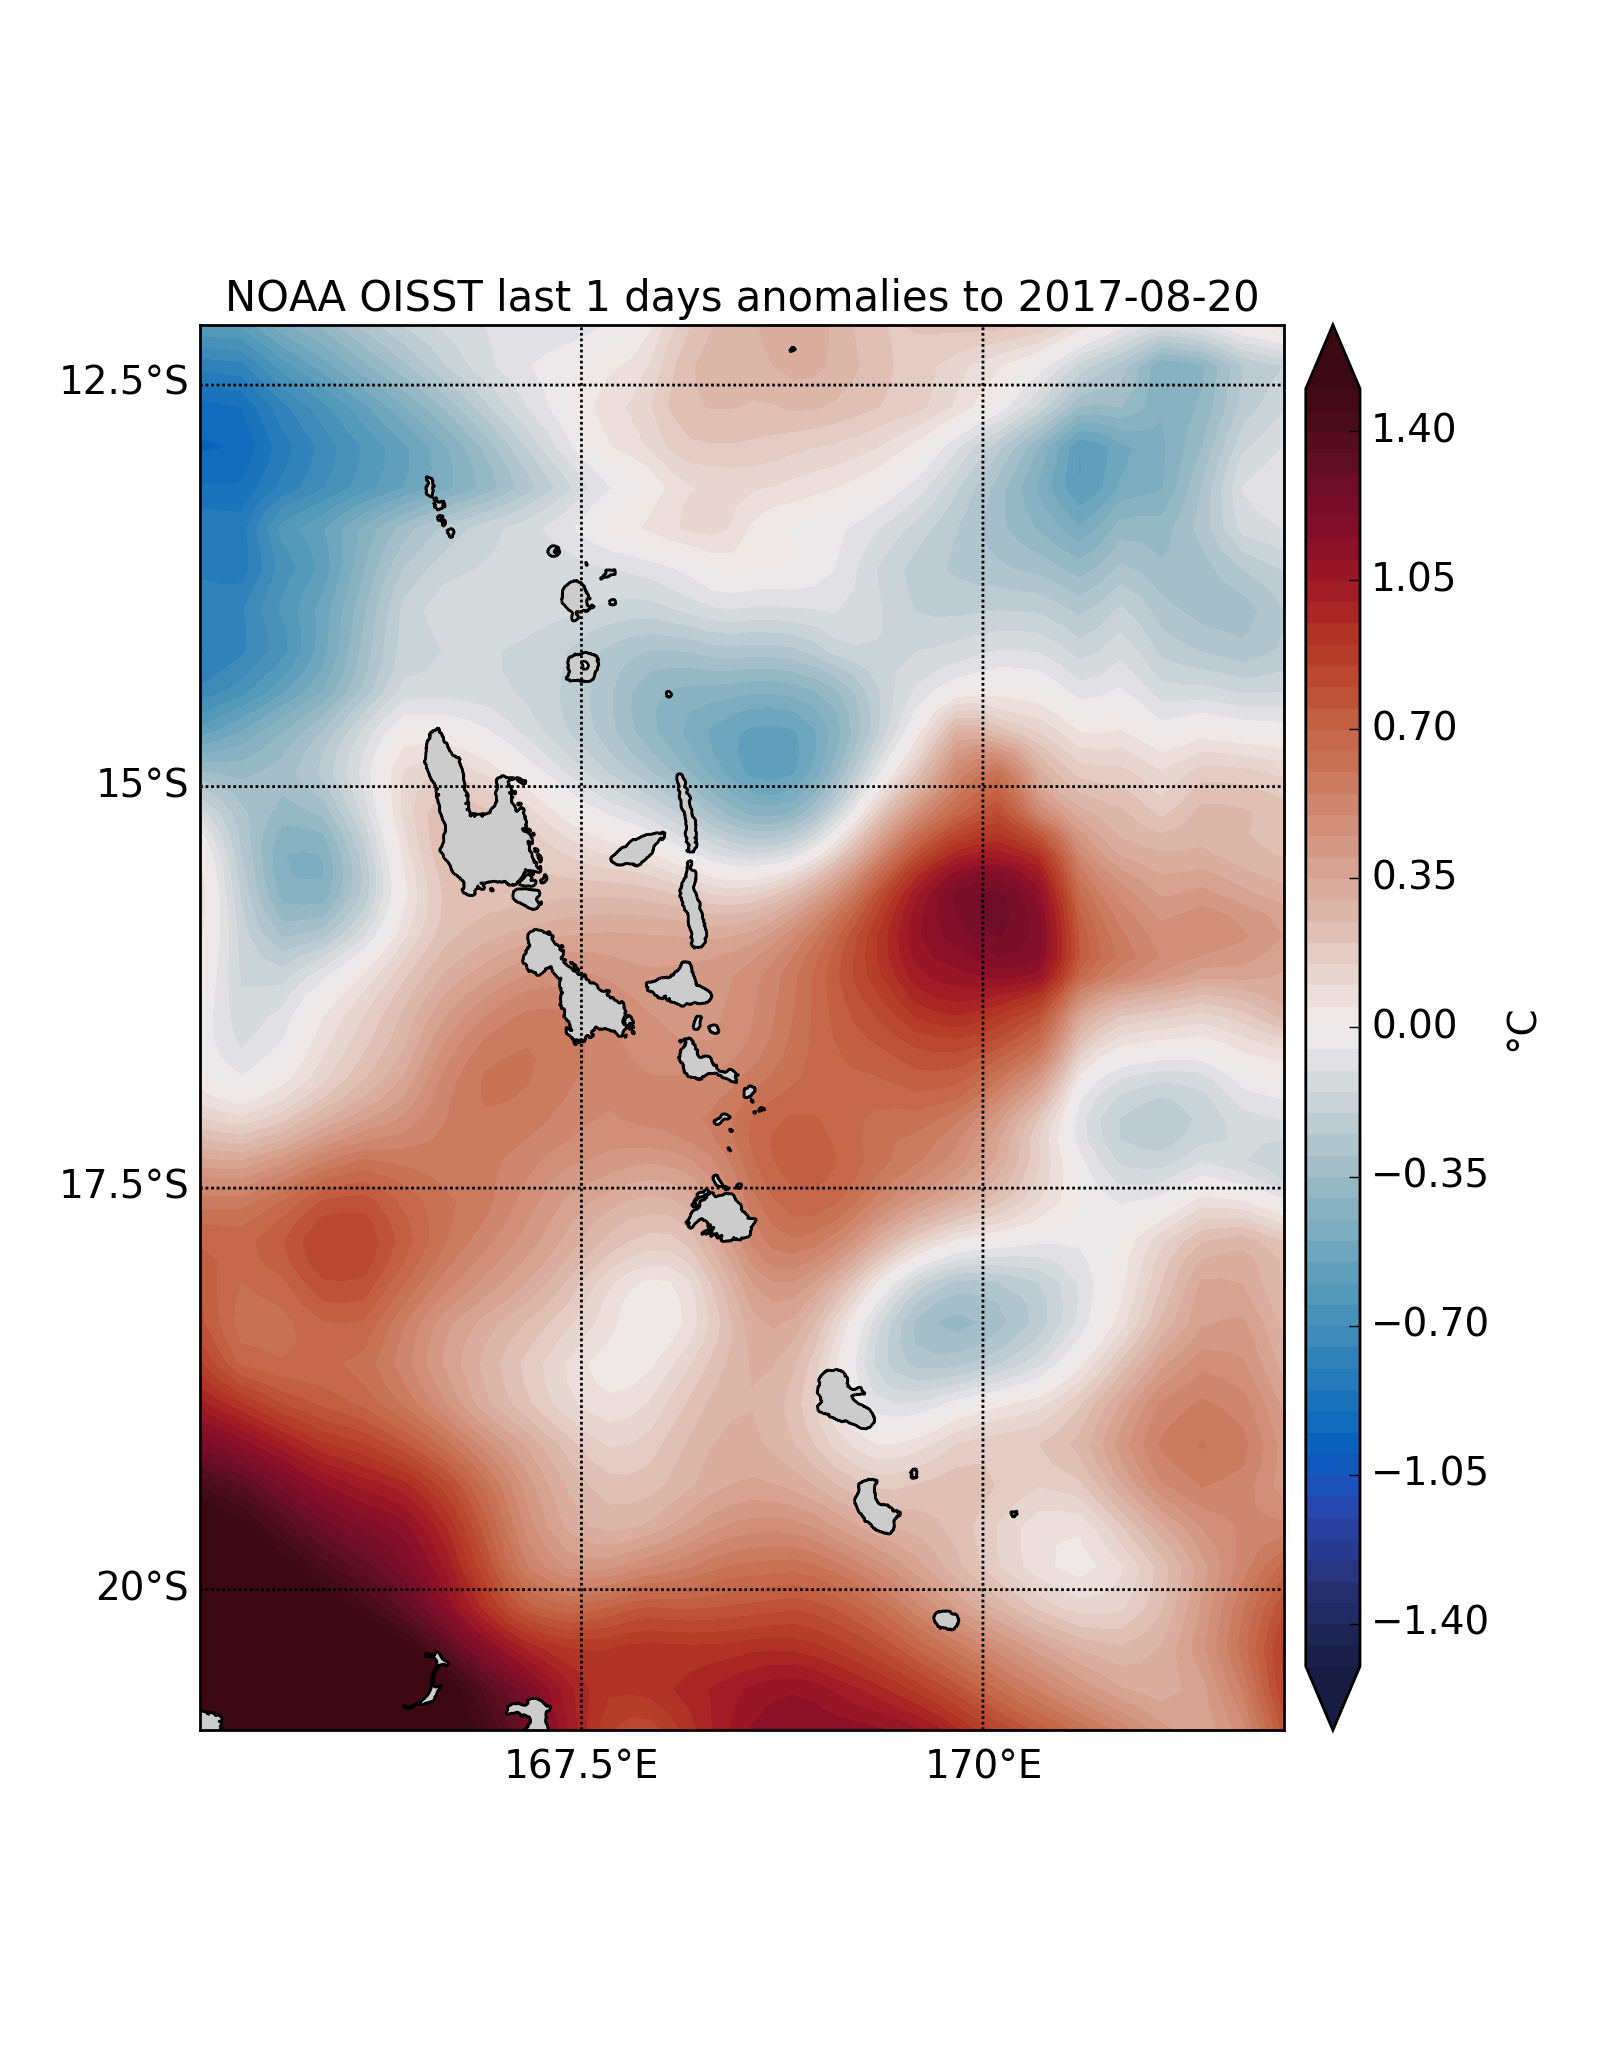 NOAA OISST last 1 days anomalies to 2017-08-20
12.5°S
15°S
17.5°S
20°S
167.5°E
170°E
1.40
1.05
0.70
0.35
0.00
−0.35
−0.70
−1.05
−1.40
°C